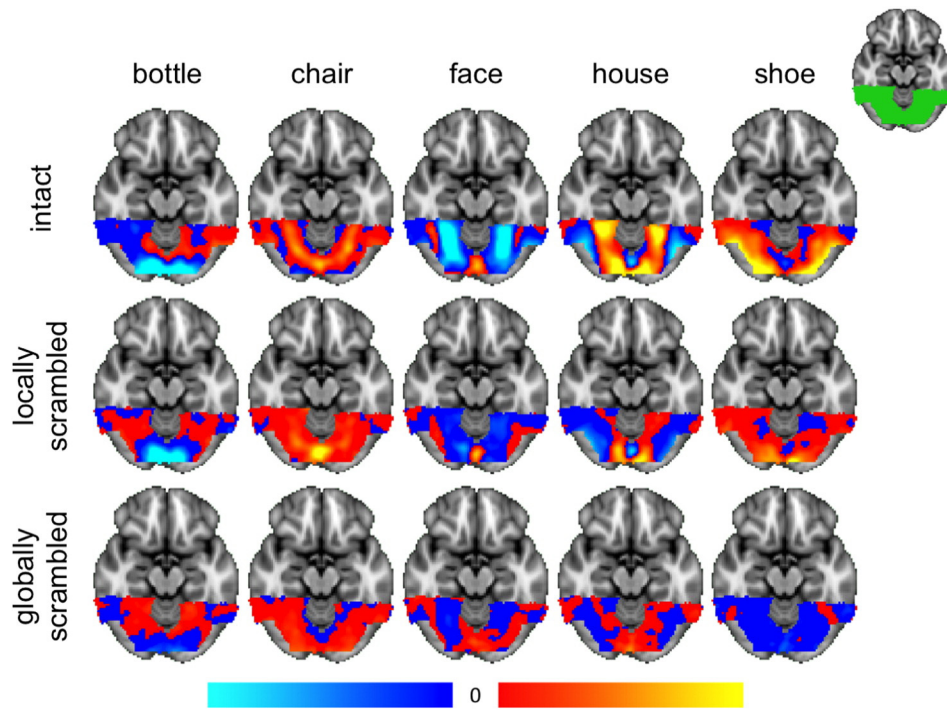 bottle chair face house shoe
intact
locally
scrambled
globally
scrambled
0